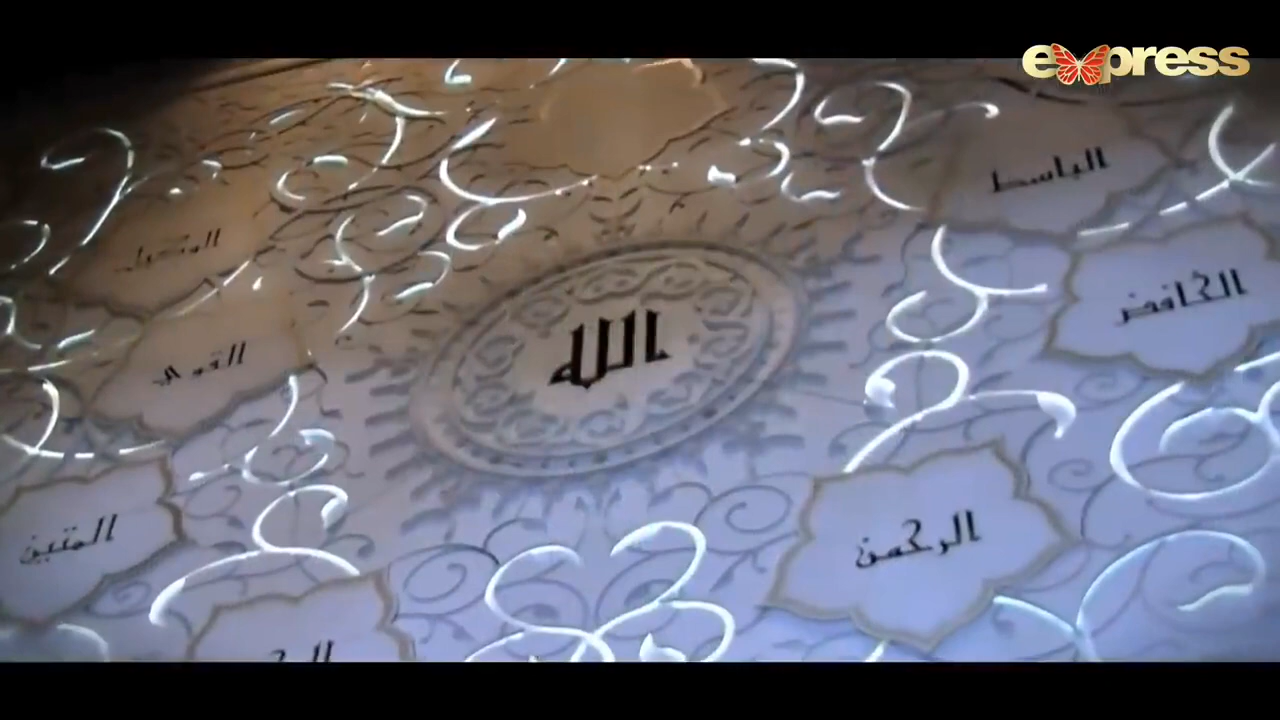 express
الباسط
الخافض
الله
القوي
الرحمن
المتين